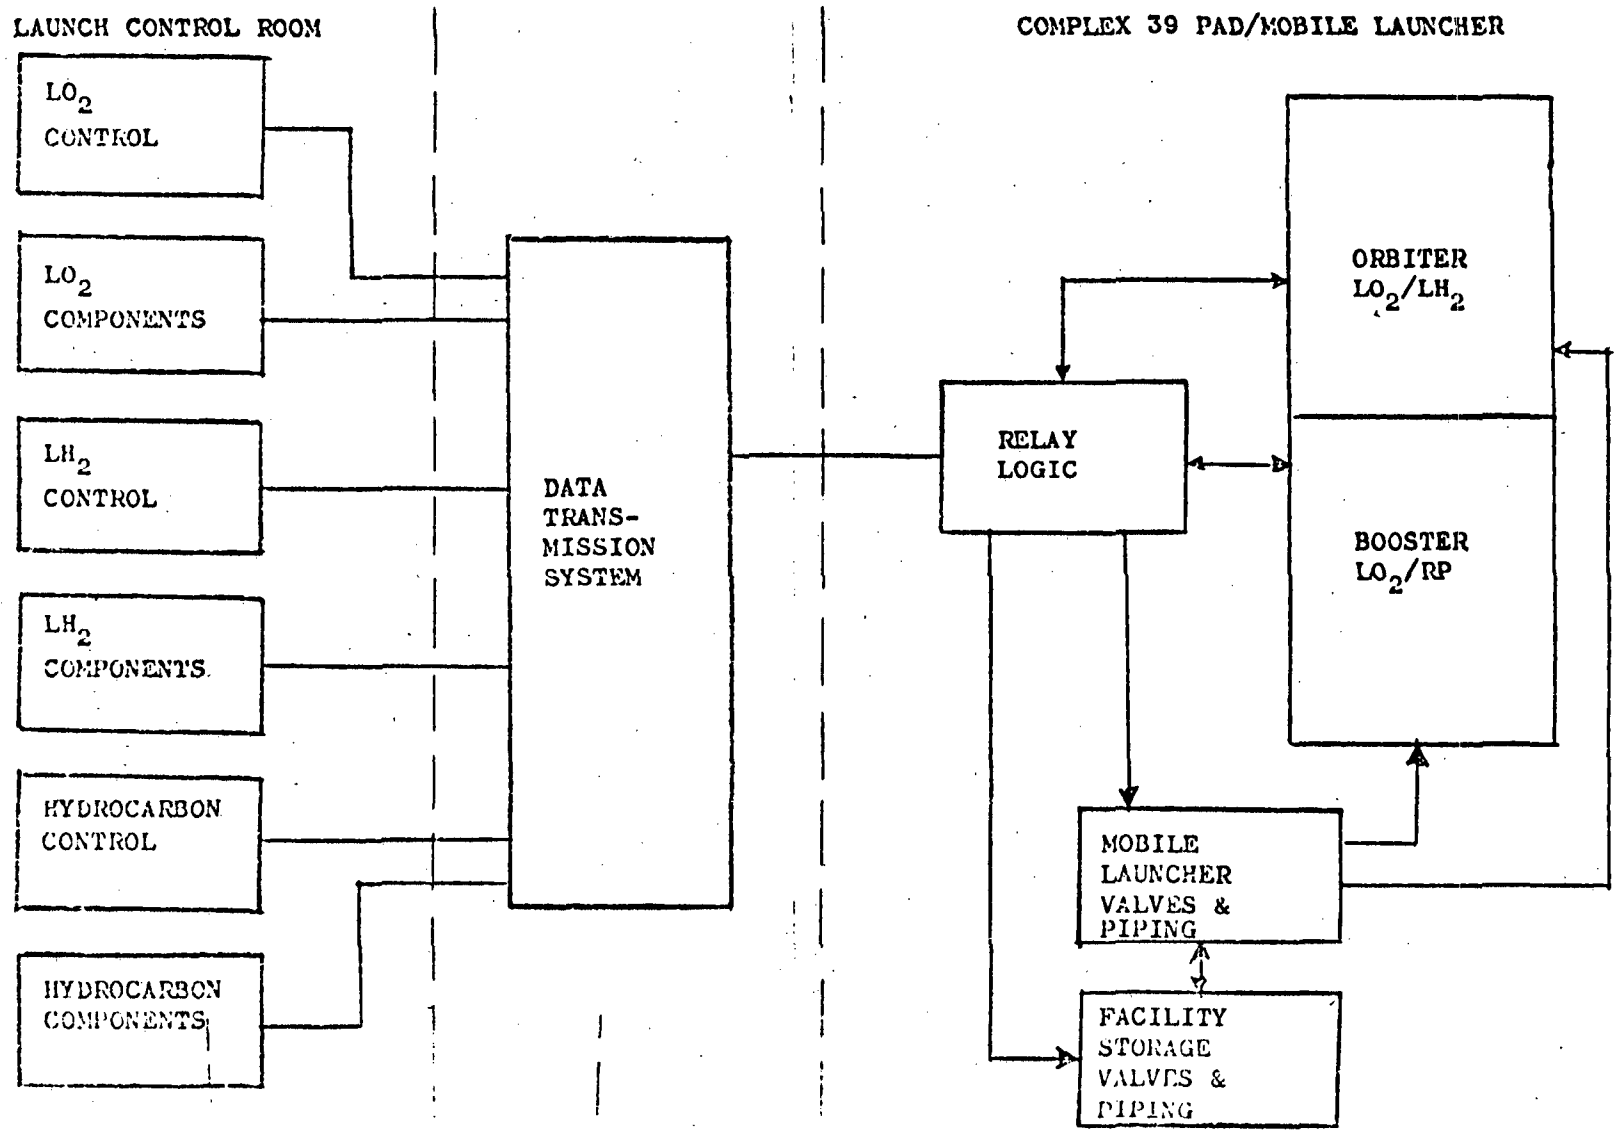 LAUNCH CONTROL ROOM
COMPLEX 39 PAD/MOBILE LAUNCHER
LO2
CONTROL
LO2
COMPONENTS
LH2
CONTROL
LH2
COMPONENTS
HYDROCARBON
CONTROL
HYDROCARBON
COMPONENTS
DATA
TRANS-
MISSION
SYSTEM
RELAY
LOGIC
ORBITER
LO2/LH2
BOOSTER
LO2/RP
MOBILE
LAUNCHER
VALVES &
PIPING
FACILITY
STORAGE
VALVES &
PIPING